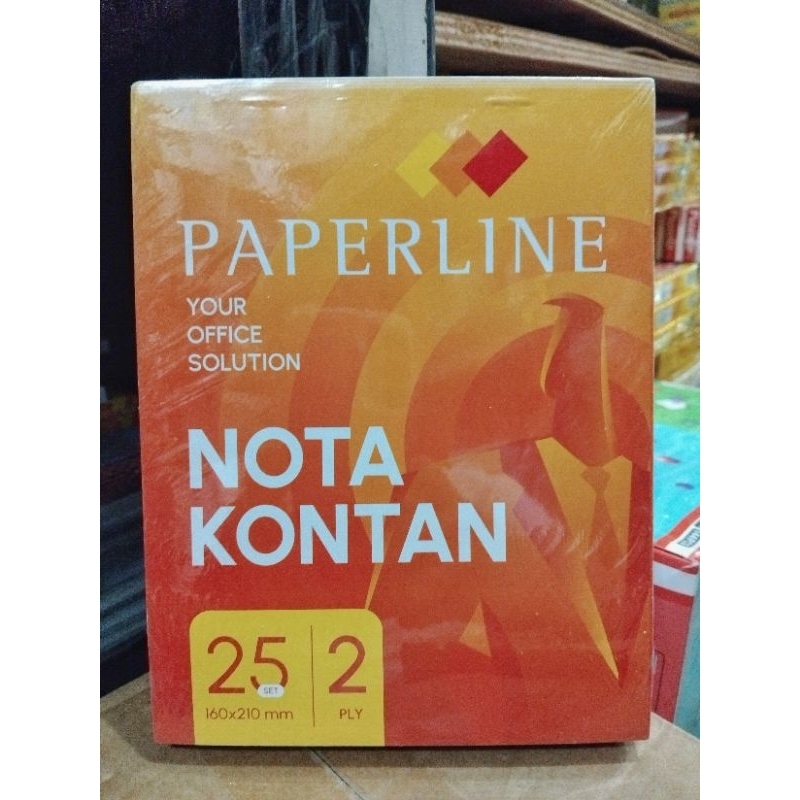 PAPERLINE
YOUR
OFFICE
SOLUTION
NOTA
KONTAN
25 SET
160x210 mm
2
PLY